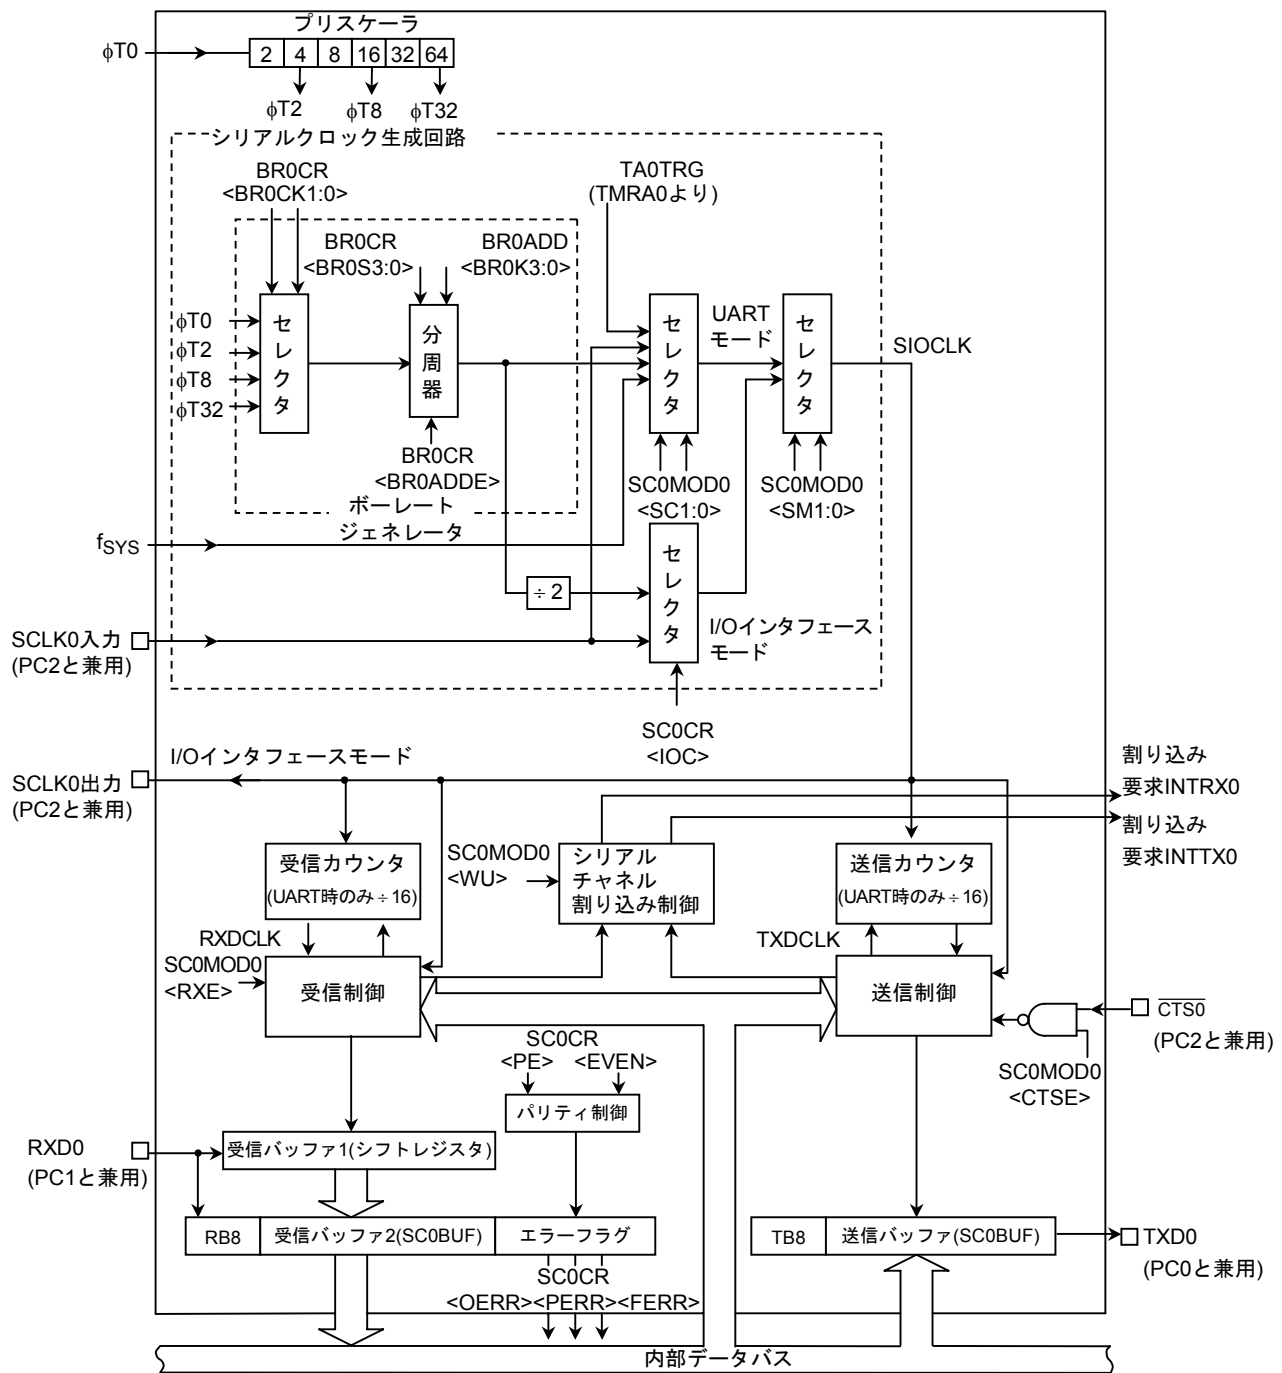 プリスケーラ
ϕT0
2 4 8 16 32 64
ϕT2 ϕT8 ϕT32
シリアルクロック生成回路
BR0CR
<BR0CK1:0>
TA0TRG
(TMRA0より)
BR0CR
<BR0S3:0>
BR0ADD
<BR0K3:0>
ϕT0
ϕT2
ϕT8
ϕT32
セレクタ
分周器
セレクタ
UART
モード
セレクタ
SIOCLK
BR0CR
<BR0ADDE>
SC0MOD0
<SC1:0>
SC0MOD0
<SM1:0>
ボーレート
ジェネレータ
fSYS
÷2
セレクタ
I/Oインタフェース
モード
SCLK0入力
(PC2と兼用)
SC0CR
<IOC>
I/Oインタフェースモード
SCLK0出力
(PC2と兼用)
割り込み
要求INTRX0
割り込み
要求INTTX0
受信カウンタ
(UART時のみ÷16)
SC0MOD0
<WU>
シリアル
チャネル
割り込み制御
送信カウンタ
(UART時のみ÷16)
RXDCLK
TXDCLK
SC0MOD0
<RXE>
受信制御
送信制御
CTS0
(PC2と兼用)
SC0MOD0
<CTSE>
SC0CR
<PE> <EVEN>
パリティ制御
RXD0
(PC1と兼用)
受信バッファ1(シフトレジスタ)
RB8 受信バッファ2(SC0BUF) エラーフラグ
TB8 送信バッファ(SC0BUF)
TXD0
(PC0と兼用)
SC0CR
<OERR><PERR><FERR>
内部データバス